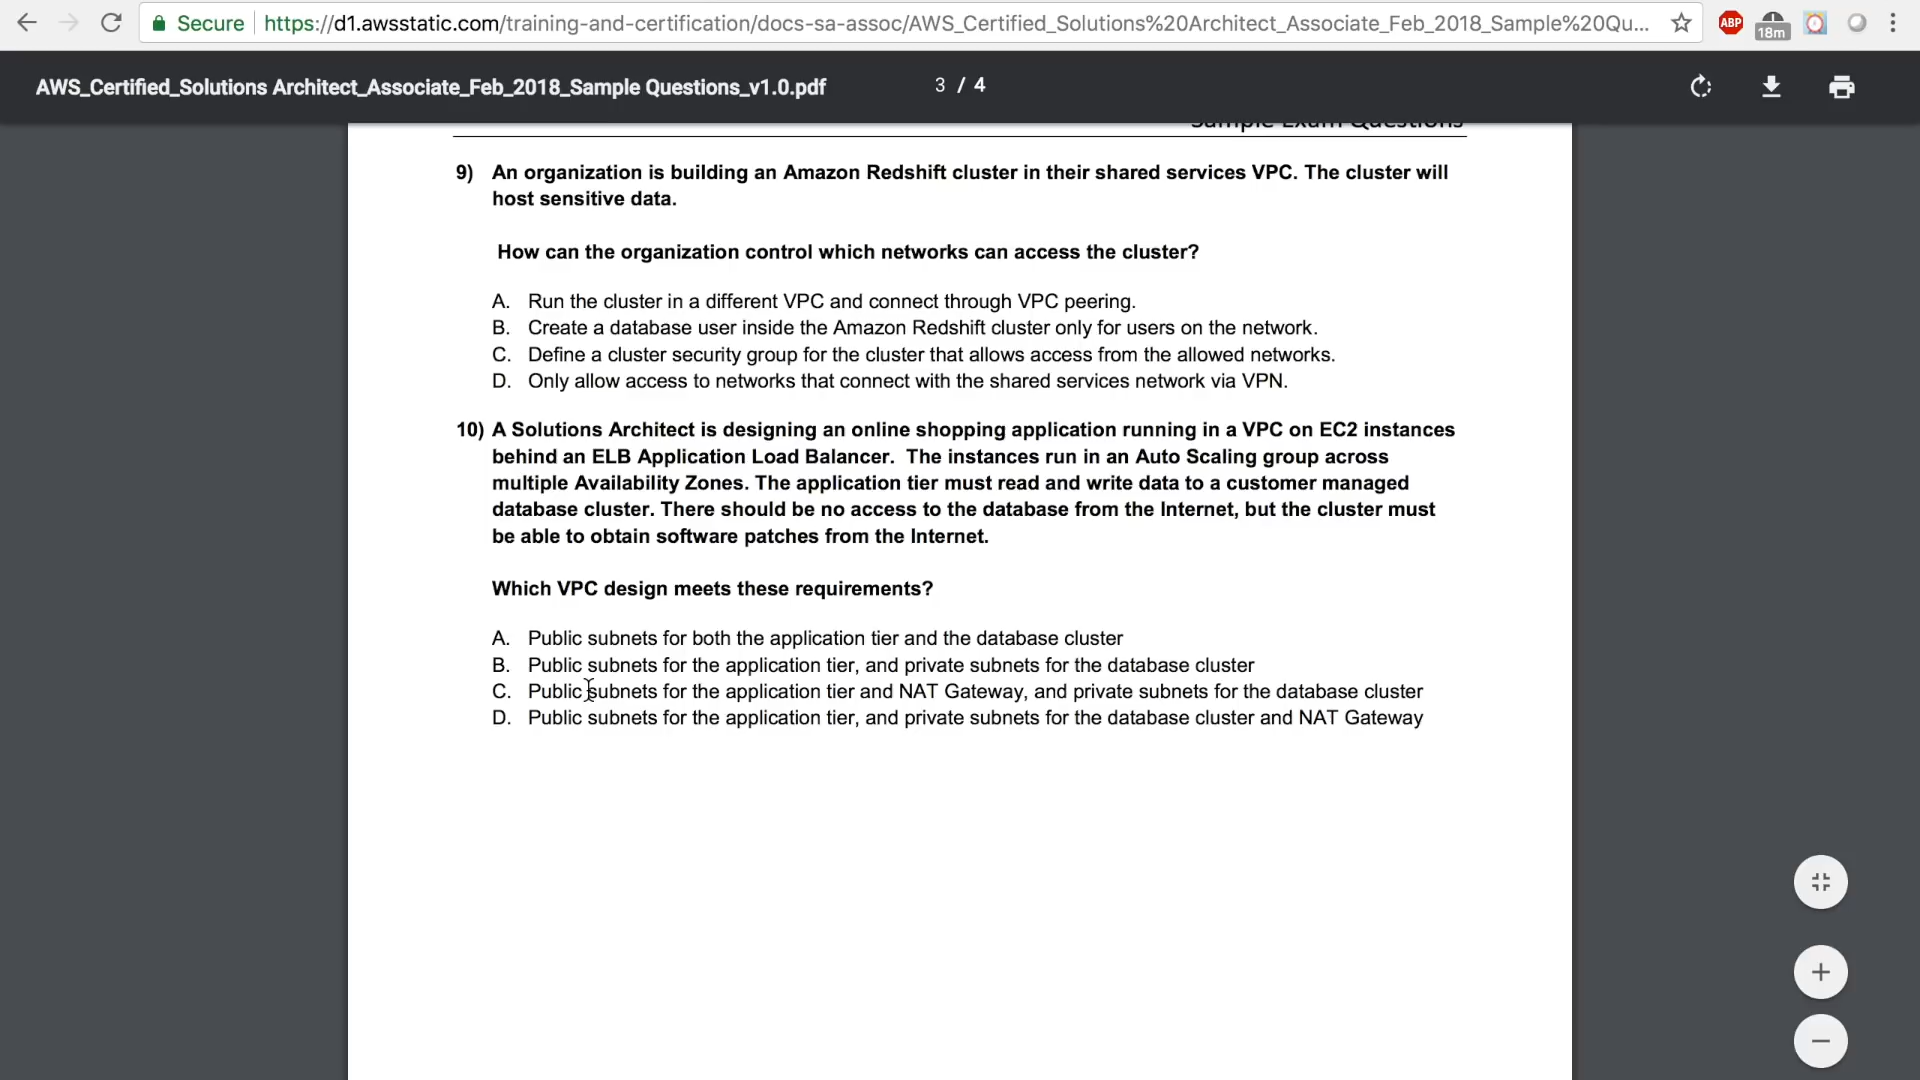 Secure https://d1.awsstatic.com/training-and-certification/docs-sa-assoc/AWS_Certified_Solutions%20Architect_Associate_Feb_2018_Sample%20Qu... ABP 18m
AWS_Certified_Solutions Architect_Associate_Feb_2018_Sample Questions_v1.0.pdf 3 / 4
Sample Exam Questions
9) An organization is building an Amazon Redshift cluster in their shared services VPC. The cluster will
host sensitive data.
How can the organization control which networks can access the cluster?
A. Run the cluster in a different VPC and connect through VPC peering.
B. Create a database user inside the Amazon Redshift cluster only for users on the network.
C. Define a cluster security group for the cluster that allows access from the allowed networks.
D. Only allow access to networks that connect with the shared services network via VPN.
10) A Solutions Architect is designing an online shopping application running in a VPC on EC2 instances
behind an ELB Application Load Balancer. The instances run in an Auto Scaling group across
multiple Availability Zones. The application tier must read and write data to a customer managed
database cluster. There should be no access to the database from the Internet, but the cluster must
be able to obtain software patches from the Internet.
Which VPC design meets these requirements?
A. Public subnets for both the application tier and the database cluster
B. Public subnets for the application tier, and private subnets for the database cluster
C. Public subnets for the application tier and NAT Gateway, and private subnets for the database cluster
D. Public subnets for the application tier, and private subnets for the database cluster and NAT Gateway